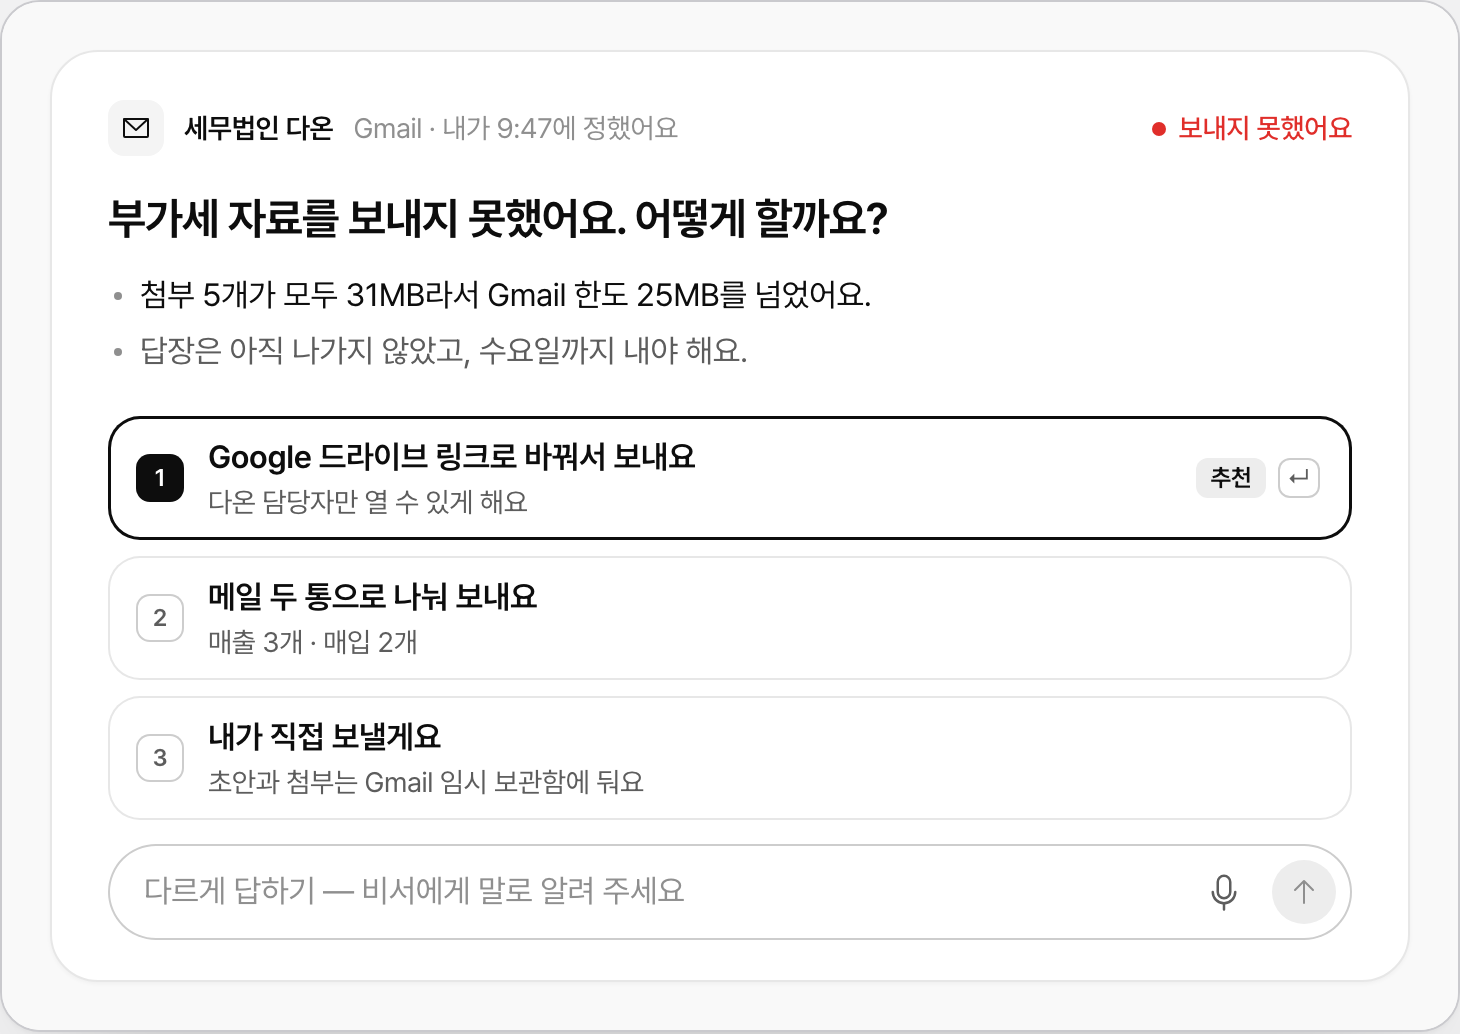 세무법인 다온 Gmail · 내가 9:47에 정했어요 보내지 못했어요
부가세 자료를 보내지 못했어요. 어떻게 할까요?
첨부 5개가 모두 31MB라서 Gmail 한도 25MB를 넘었어요.
답장은 아직 나가지 않았고, 수요일까지 내야 해요.
1 Google 드라이브 링크로 바꿔서 보내요
다온 담당자만 열 수 있게 해요
추천
2 메일 두 통으로 나눠 보내요
매출 3개 · 매입 2개
3 내가 직접 보낼게요
초안과 첨부는 Gmail 임시 보관함에 둬요
다르게 답하기 — 비서에게 말로 알려 주세요